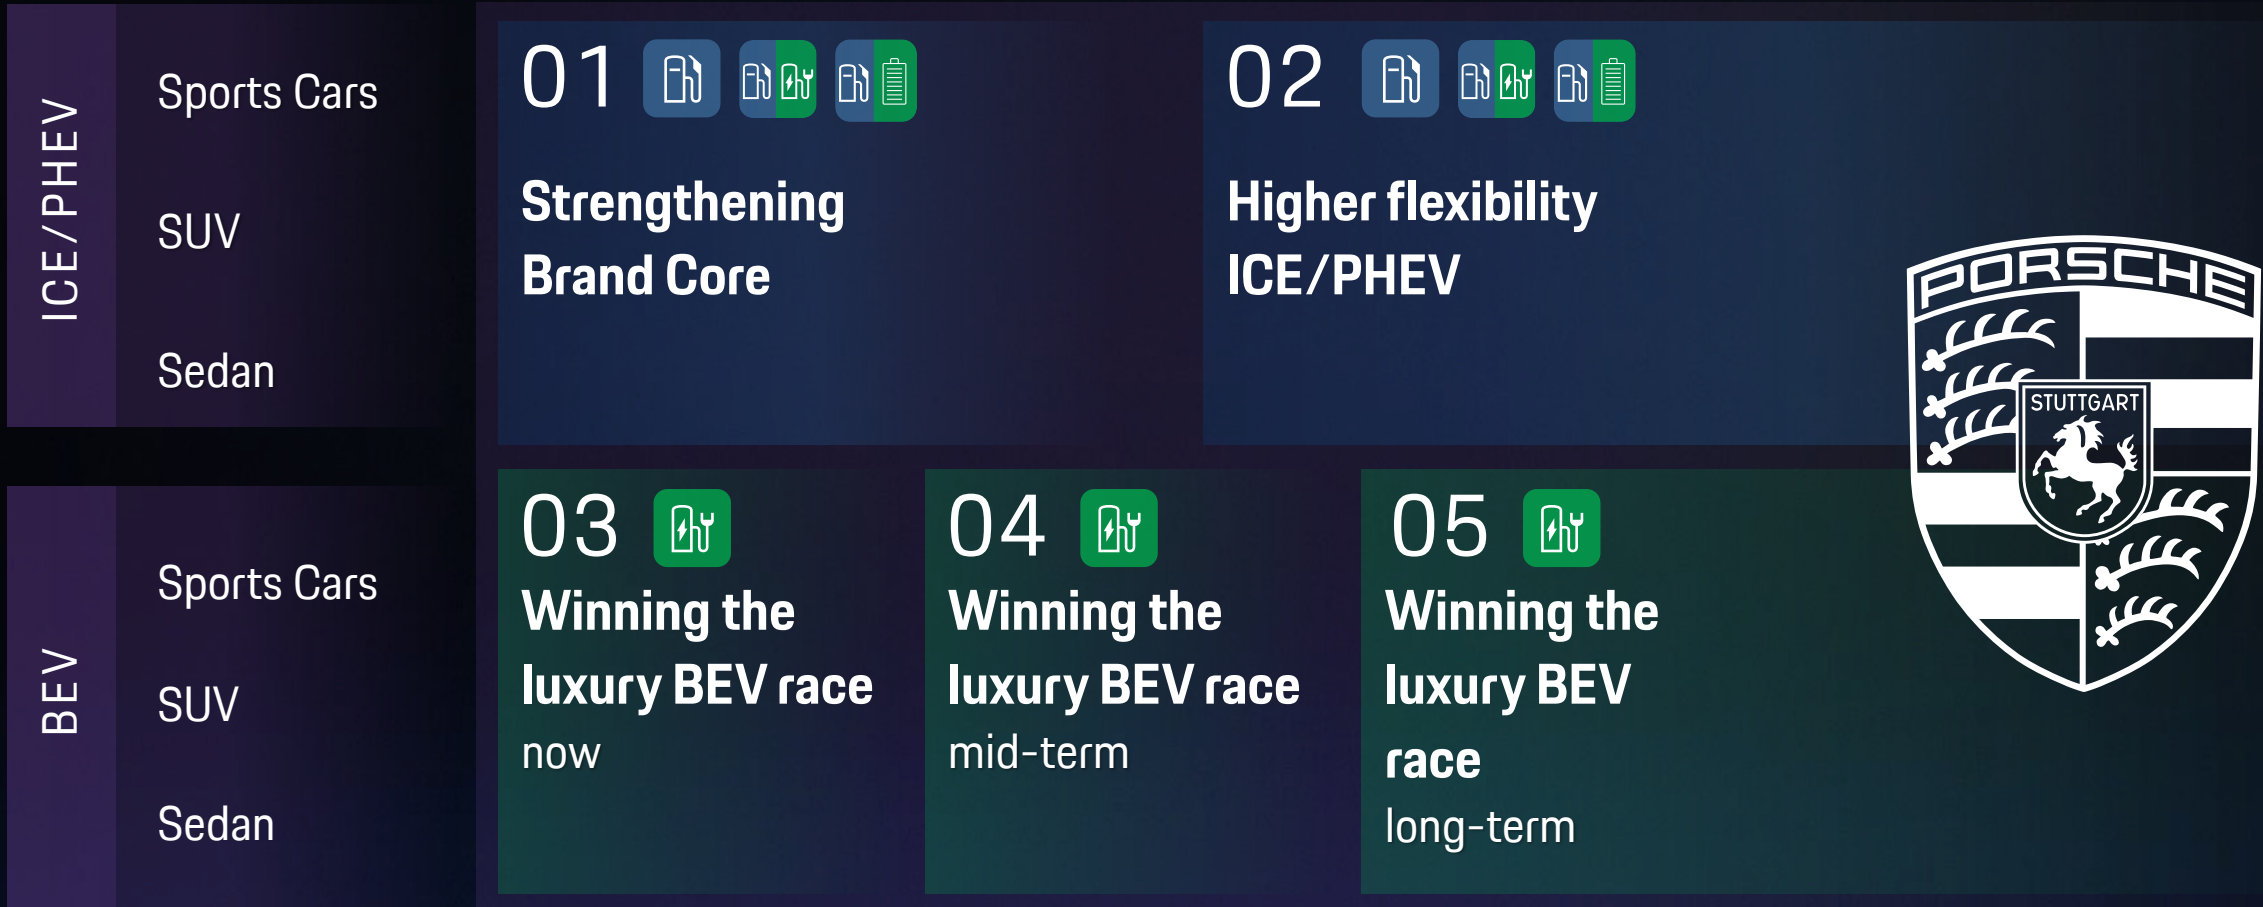 ICE/PHEV
Sports Cars
SUV
Sedan
01
Strengthening
Brand Core
02
Higher flexibility
ICE/PHEV
BEV
Sports Cars
SUV
Sedan
03
Winning the
luxury BEV race
now
04
Winning the
luxury BEV race
mid-term
05
Winning the
luxury BEV
race
long-term
PORSCHE
STUTTGART